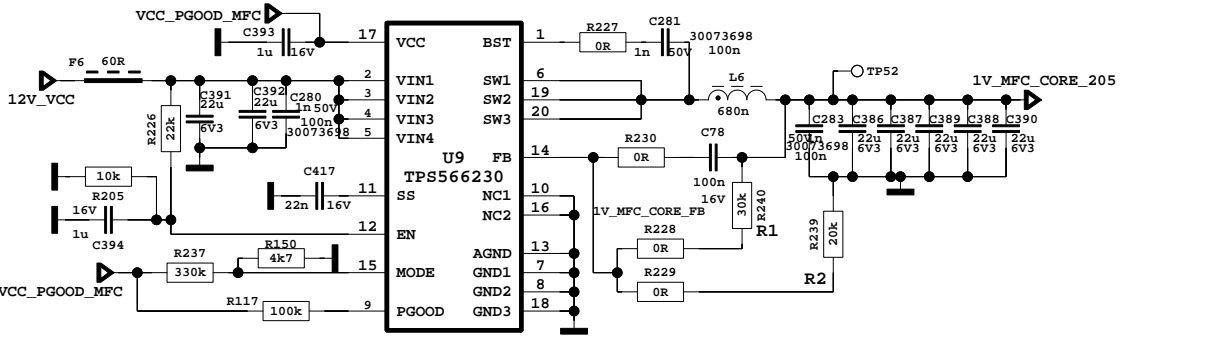 VCC_PGOOD_MFC
C393
1u
16V
17
VCC
F6
60R
12V_VCC
R226
22k
C391
22u
6V3
C392
22u
6V3
C280
1n 50V
100n
30073698
2
VIN1
3
VIN2
4
VIN3
5
VIN4
10k
R205
16V
1u
C394
C417
22n
16V
11
SS
12
EN
R237
330k
R150
4k7
15
MODE
VCC_PGOOD_MFC
R117
100k
9
PGOOD
U9
TPS566230
BST
1
SW1
6
SW2
19
SW3
20
FB
14
NC1
10
NC2
16
AGND
13
GND1
7
GND2
8
GND3
18
R227
0R
C281
1n
50V
30073698
100n
L6
680n
TP52
1V_MFC_CORE_205
R230
0R
C78
100n
16V
30k
R240
R1
1V_MFC_CORE_FB
R228
0R
R229
0R
C283
50V1n
30073698
100n
C386
22u
6V3
C387
22u
6V3
C389
22u
6V3
C388
22u
6V3
C390
22u
6V3
R239
20k
R2